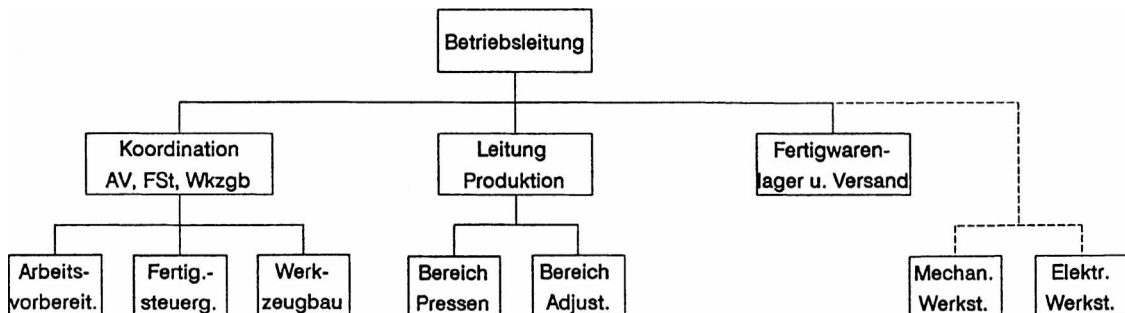 Betriebsleitung
Koordination
AV, FSt, Wkzgb
Leitung
Produktion
Fertigwaren-
lager u. Versand
Arbeits-
vorbereit.
Fertig.-
steuerg.
Werk-
zeugbau
Bereich
Pressen
Bereich
Adjust.
Mechan.
Werkst.
Elektr.
Werkst.